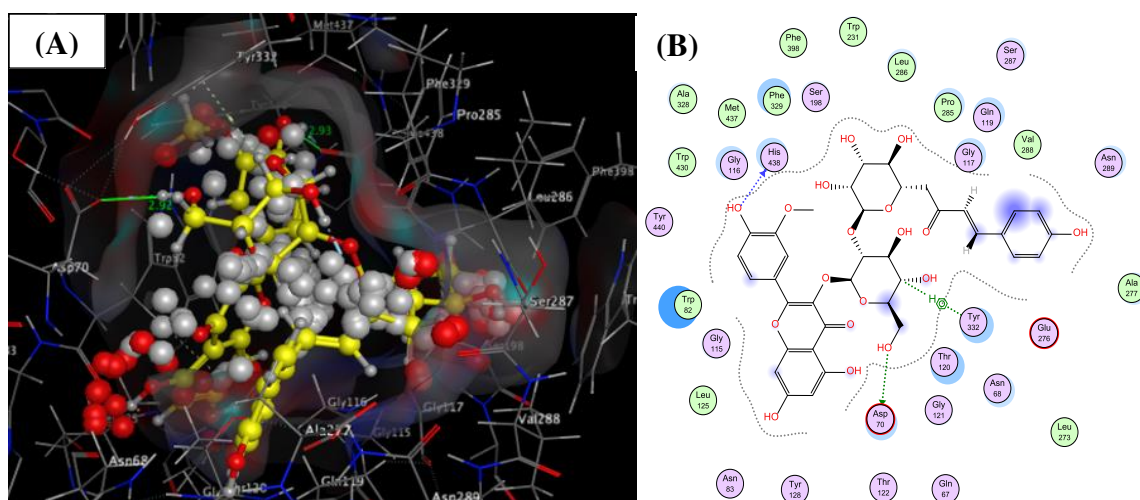 (A)
Met437
Tyr332
Phe329
Pro285
2.93
Phe398
Leu286
2.92
Asp70
Ser287
Gly116
Gly117
Gly115
Val288
Asn68
Gln119
Asn289
(B)
Trp
231
Phe
398
Ser
287
Leu
286
Ala
328
Met
437
Phe
329
Ser
198
Pro
285
Gln
119
Val
288
Trp
430
Gly
116
His
438
Gly
117
Asn
289
HO
OH
HO
HO
O
Tyr
440
HO
O
O
O
HO
OH
H
H
OH
OH
O
O
O
O
H
Tyr
332
Ala
277
Trp
82
Glu
276
Gly
115
HO
OH
Thr
120
Asn
68
Leu
125
HO
Asp
70
Gly
121
Leu
273
Asn
83
Tyr
128
Thr
122
Gln
67